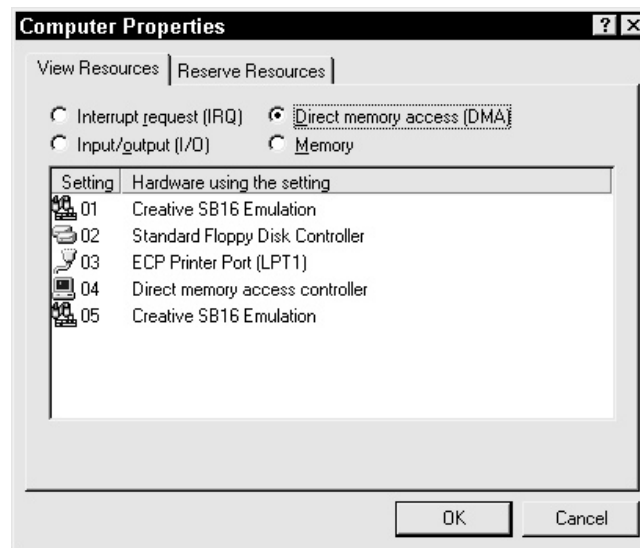 Computer Properties
View Resources Reserve Resources
Interrupt request (IRQ) Direct memory access (DMA)
Input/output (I/O) Memory
Setting Hardware using the setting
01 Creative SB16 Emulation
02 Standard Floppy Disk Controller
03 ECP Printer Port (LPT1)
04 Direct memory access controller
05 Creative SB16 Emulation
OK Cancel